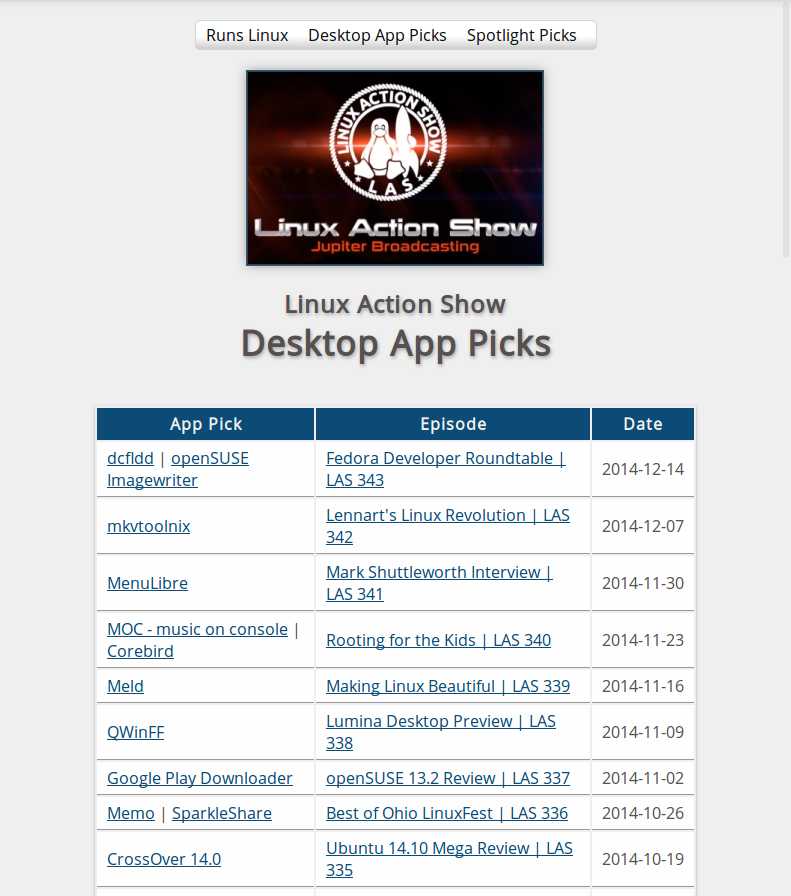 Runs Linux Desktop App Picks Spotlight Picks
LINUX ACTION SHOW
LAS
Linux Action Show
Jupiter Broadcasting
Linux Action Show
Desktop App Picks
App Pick Episode Date
dcfldd | openSUSE
Imagewriter
Fedora Developer Roundtable |
LAS 343
2014-12-14
mkvtoolnix
Lennart's Linux Revolution | LAS
342
2014-12-07
MenuLibre
Mark Shuttleworth Interview |
LAS 341
2014-11-30
MOC - music on console |
Corebird
Rooting for the Kids | LAS 340
2014-11-23
Meld
Making Linux Beautiful | LAS 339
2014-11-16
QWinFF
Lumina Desktop Preview | LAS
338
2014-11-09
Google Play Downloader
openSUSE 13.2 Review | LAS 337
2014-11-02
Memo | SparkleShare
Best of Ohio LinuxFest | LAS 336
2014-10-26
CrossOver 14.0
Ubuntu 14.10 Mega Review | LAS
335
2014-10-19